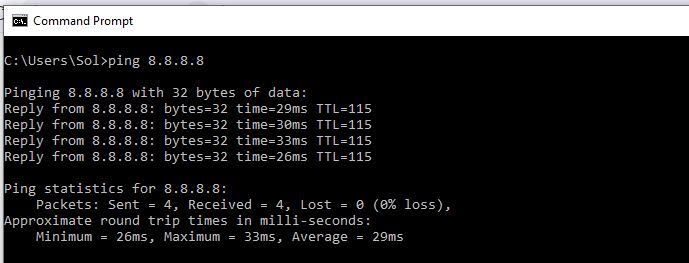 Command Prompt
C:\Users\Sol>ping 8.8.8.8
Pinging 8.8.8.8 with 32 bytes of data:
Reply from 8.8.8.8: bytes=32 time=29ms TTL=115
Reply from 8.8.8.8: bytes=32 time=30ms TTL=115
Reply from 8.8.8.8: bytes=32 time=33ms TTL=115
Reply from 8.8.8.8: bytes=32 time=26ms TTL=115
Ping statistics for 8.8.8.8:
    Packets: Sent = 4, Received = 4, Lost = 0 (0% loss),
Approximate round trip times in milli-seconds:
    Minimum = 26ms, Maximum = 33ms, Average = 29ms